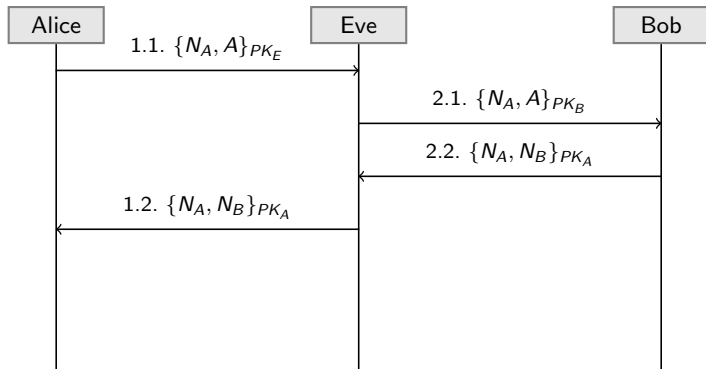 Alice Eve Bob
1.1. {N_A, A}_{PK_E}
2.1. {N_A, A}_{PK_B}
2.2. {N_A, N_B}_{PK_A}
1.2. {N_A, N_B}_{PK_A}